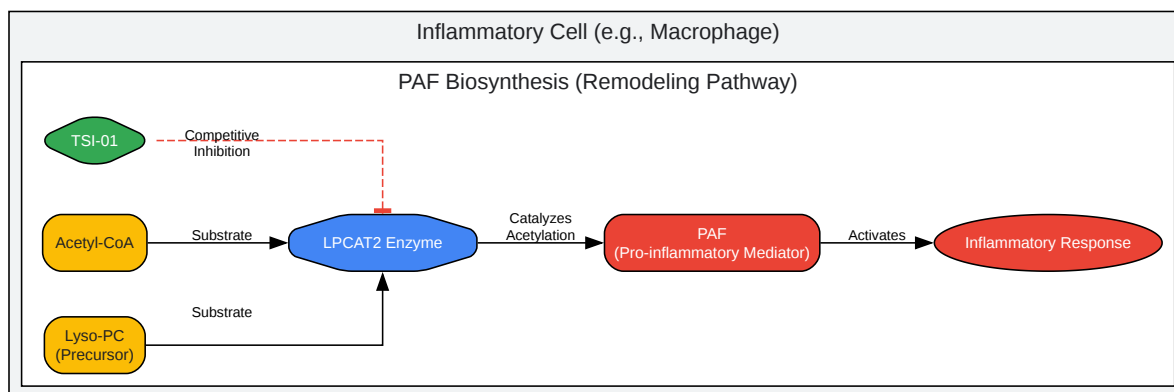 Inflammatory Cell (e.g., Macrophage)
PAF Biosynthesis (Remodeling Pathway)
TSI-01
Competitive
Inhibition
Acetyl-CoA
Substrate
LPCAT2 Enzyme
Catalyzes
Acetylation
PAF
(Pro-inflammatory Mediator)
Activates
Inflammatory Response
Lyso-PC
(Precursor)
Substrate